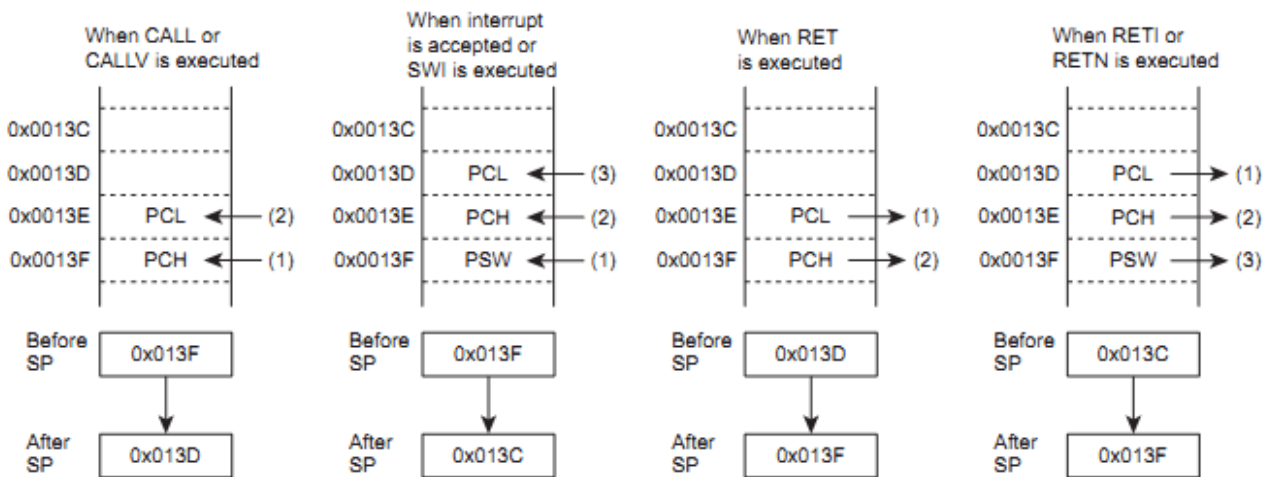 When CALL or
CALLV is executed
0x0013C
0x0013D
0x0013E PCL (2)
0x0013F PCH (1)
Before
SP
0x013F
After
SP
0x013D
When interrupt
is accepted or
SWI is executed
0x0013C
0x0013D PCL (3)
0x0013E PCH (2)
0x0013F PSW (1)
Before
SP
0x013F
After
SP
0x013C
When RET
is executed
0x0013C
0x0013D
0x0013E PCL (1)
0x0013F PCH (2)
Before
SP
0x013D
After
SP
0x013F
When RETI or
RETN is executed
0x0013C
0x0013D PCL (1)
0x0013E PCH (2)
0x0013F PSW (3)
Before
SP
0x013C
After
SP
0x013F